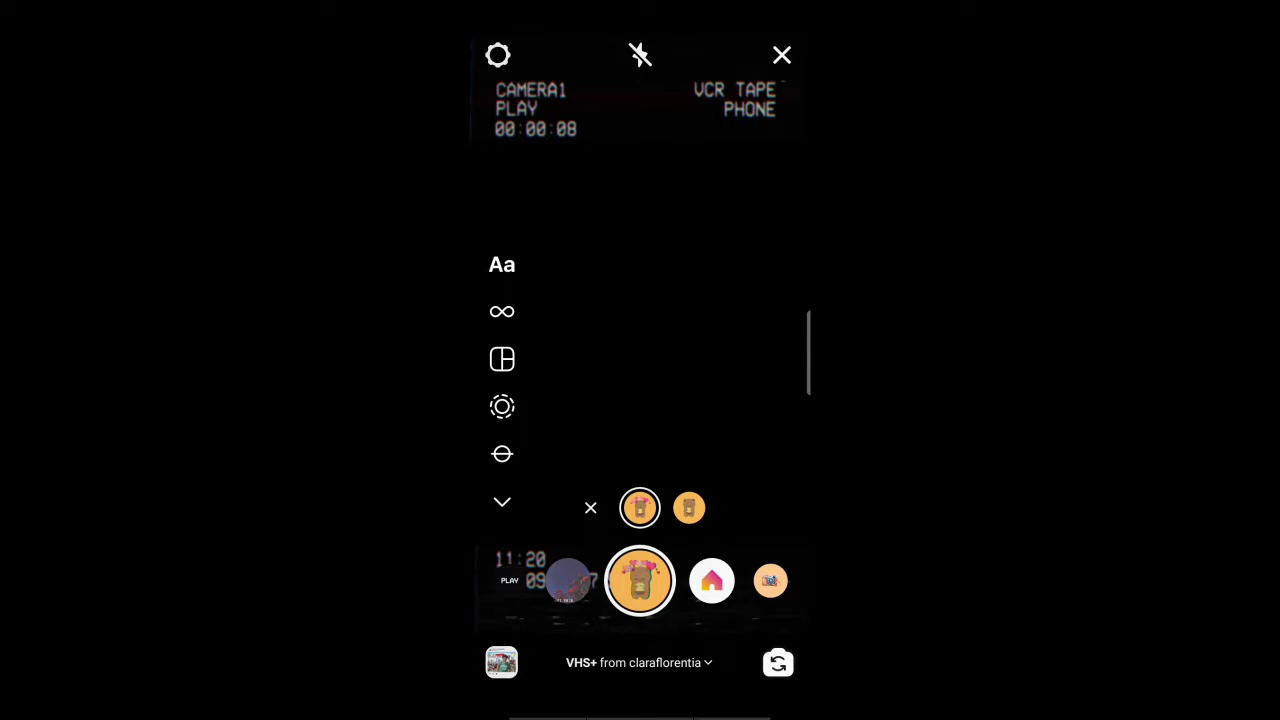 CAMERA1
PLAY
00:00:08
VCR TAPE
PHONE
Aa
11:20
PLAY
VHS+ from claraflorentia